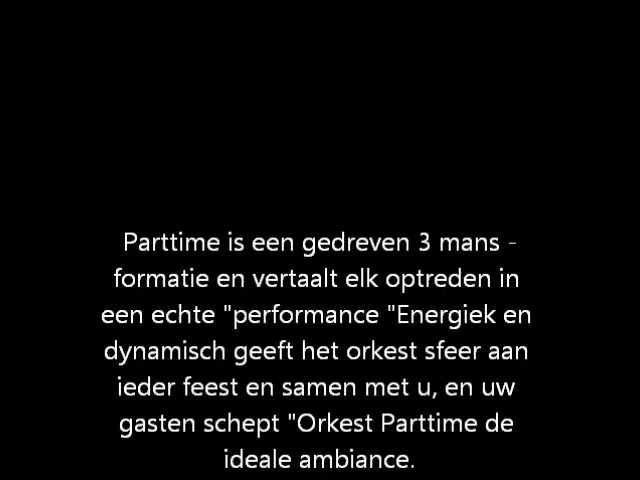 Parttime is een gedreven 3 mans -
formatie en vertaalt elk optreden in
een echte "performance "Energiek en
dynamisch geeft het orkest sfeer aan
ieder feest en samen met u, en uw
gasten schept "Orkest Parttime de
ideale ambiance.